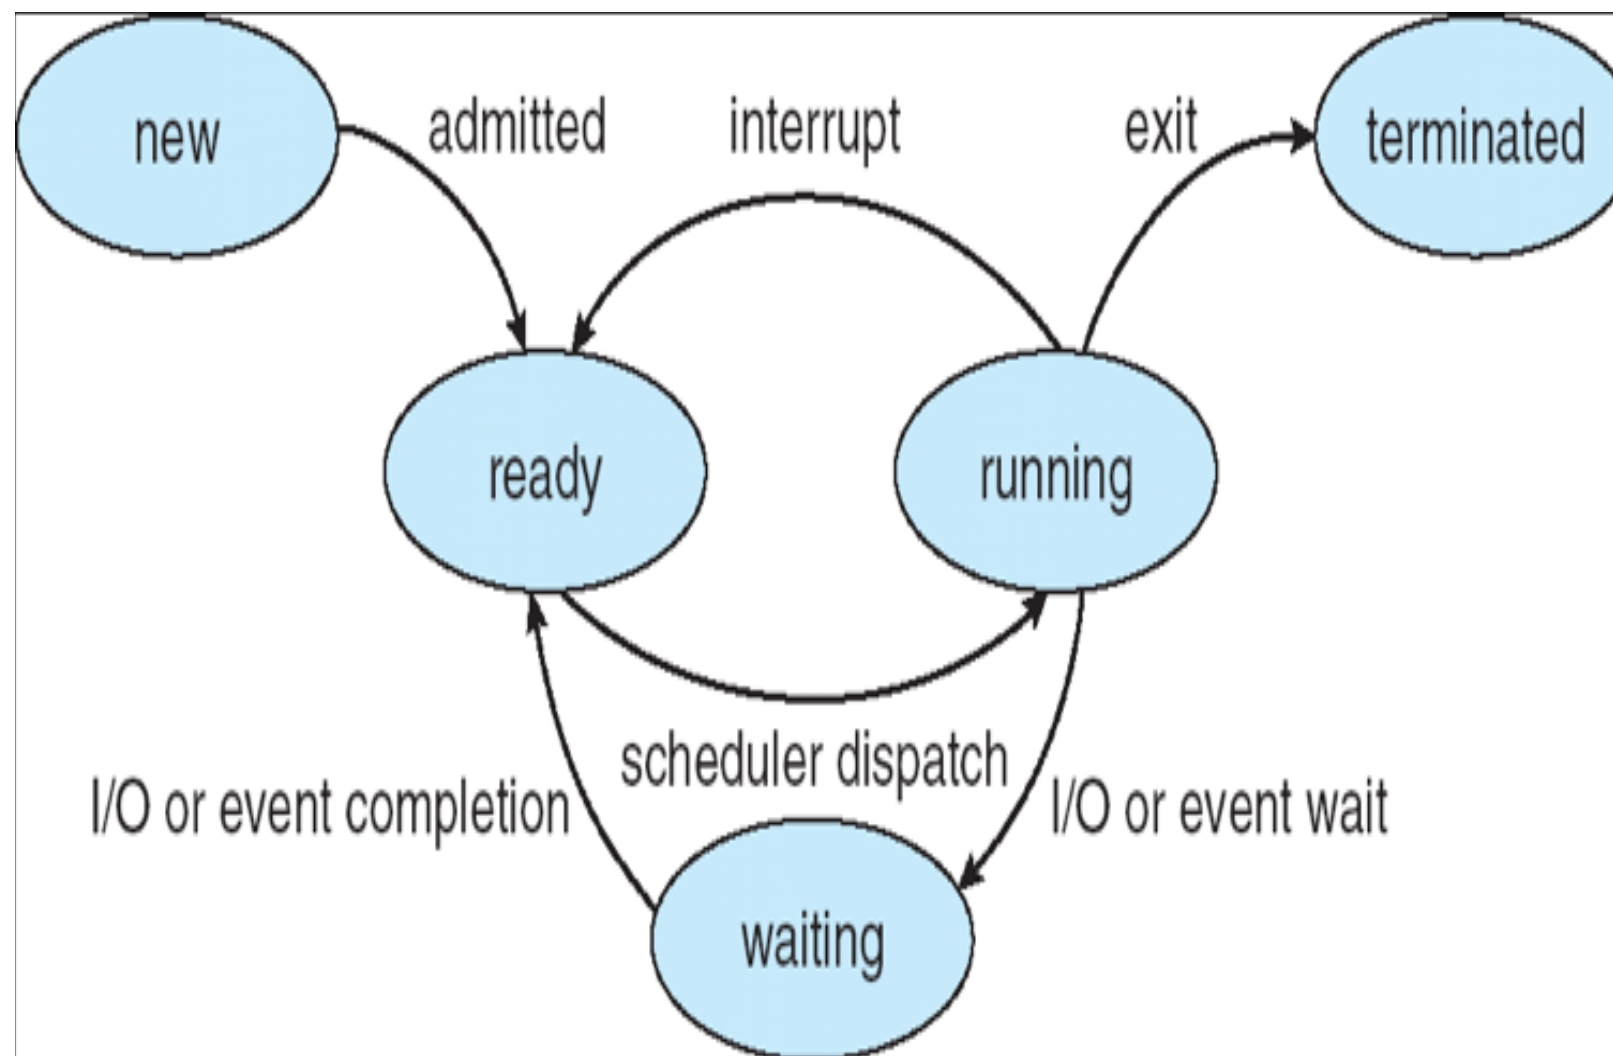 new
admitted
interrupt
exit
terminated
ready
running
scheduler dispatch
I/O or event completion
I/O or event wait
waiting